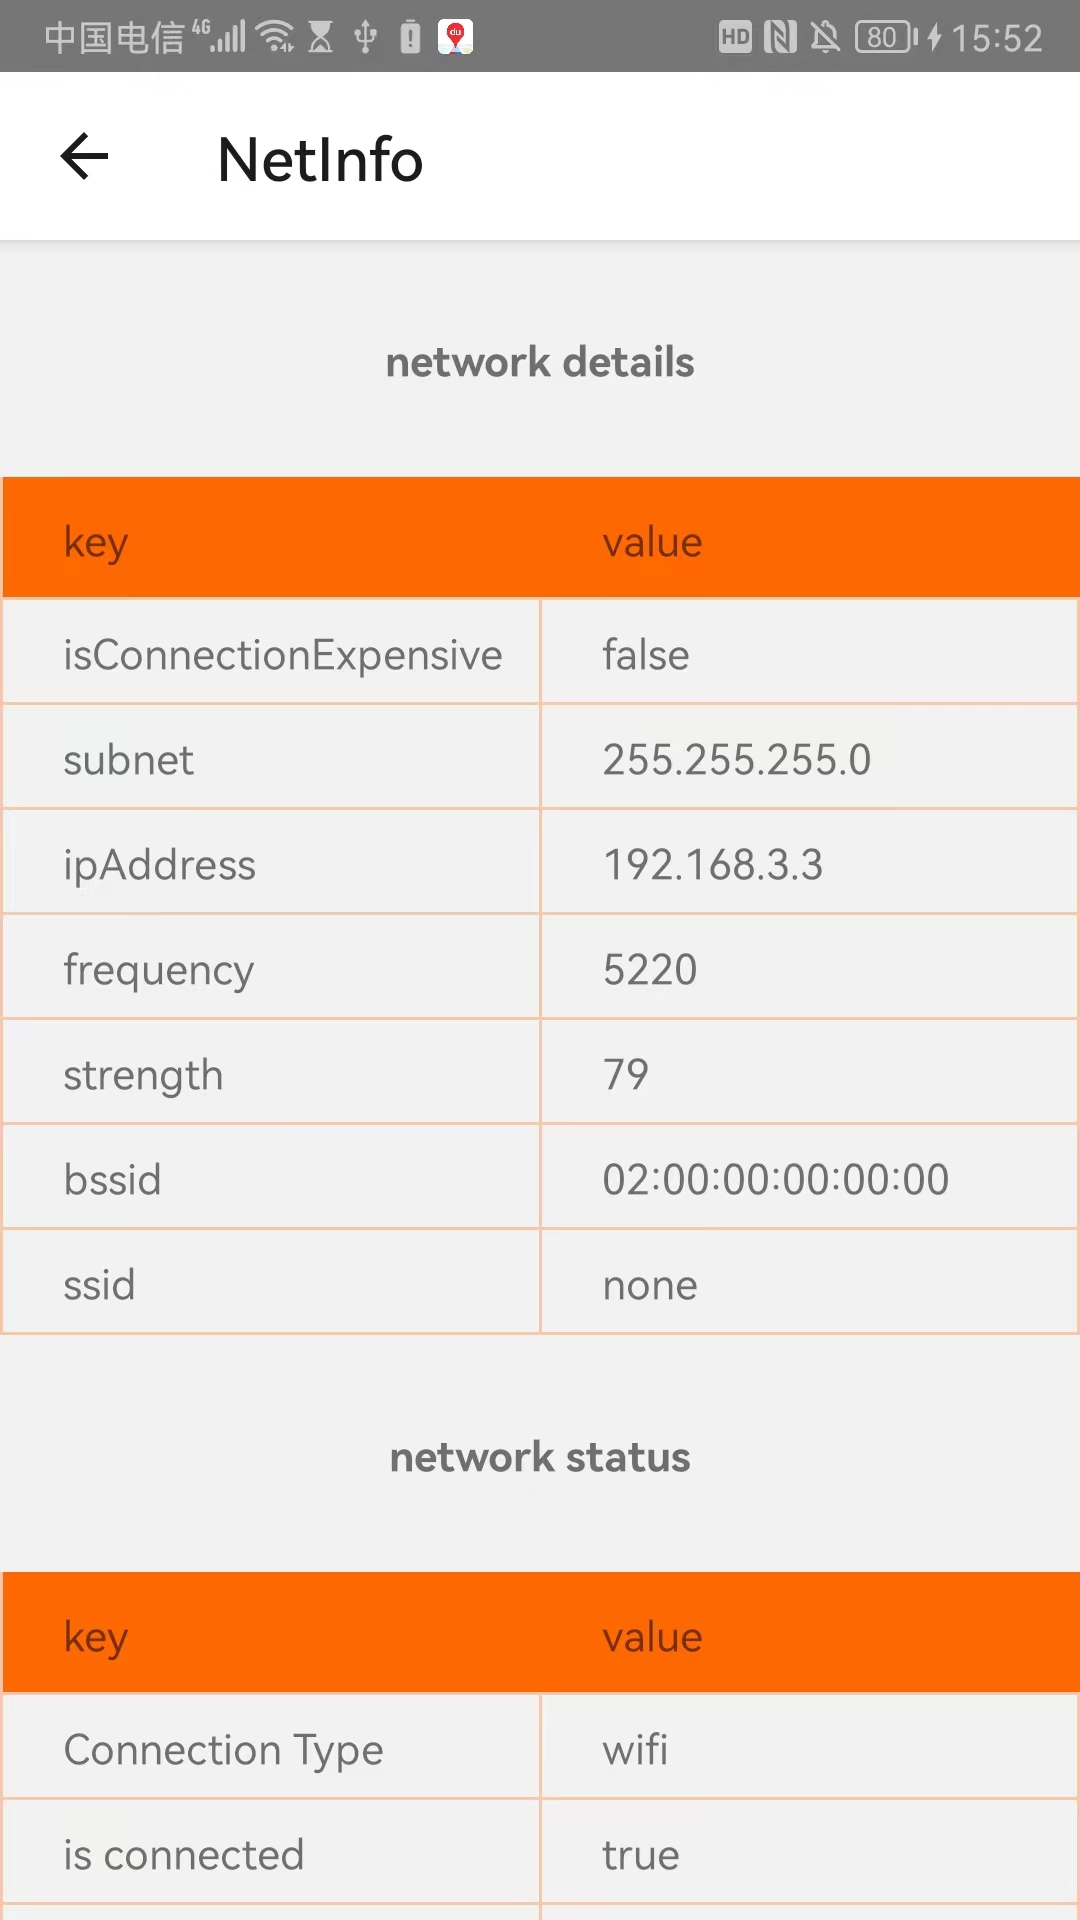 中国电信 4G HD 80 15:52
NetInfo
network details
key value
isConnectionExpensive false
subnet 255.255.255.0
ipAddress 192.168.3.3
frequency 5220
strength 79
bssid 02:00:00:00:00:00
ssid none
network status
key value
Connection Type wifi
is connected true